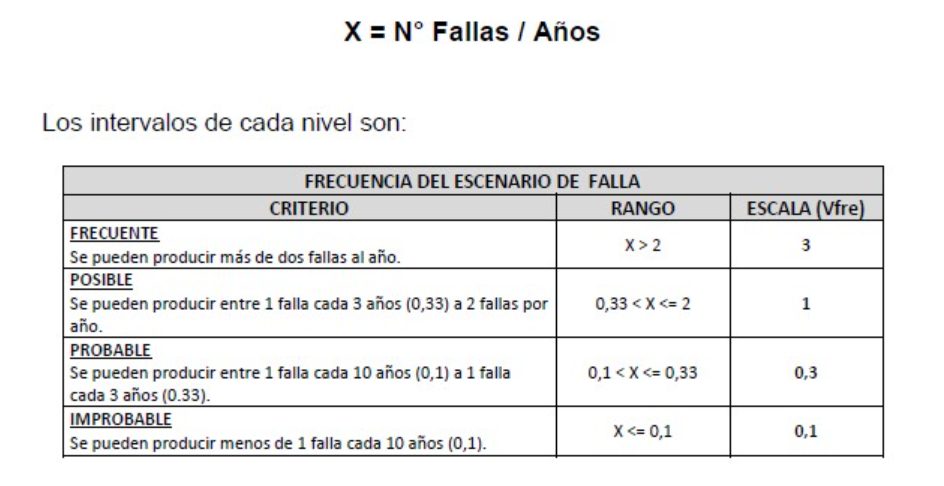 X = N° Fallas / Años
Los intervalos de cada nivel son:
FRECUENCIA DEL ESCENARIO DE FALLA
CRITERIO RANGO ESCALA (Vfre)
FRECUENTE
Se pueden producir más de dos fallas al año.
X > 2
3
POSIBLE
Se pueden producir entre 1 falla cada 3 años (0,33) a 2 fallas por
año.
0,33 < X <= 2
1
PROBABLE
Se pueden producir entre 1 falla cada 10 años (0,1) a 1 falla
cada 3 años (0.33).
0,1 < X <= 0,33
0,3
IMPROBABLE
Se pueden producir menos de 1 falla cada 10 años (0,1).
X <= 0,1
0,1